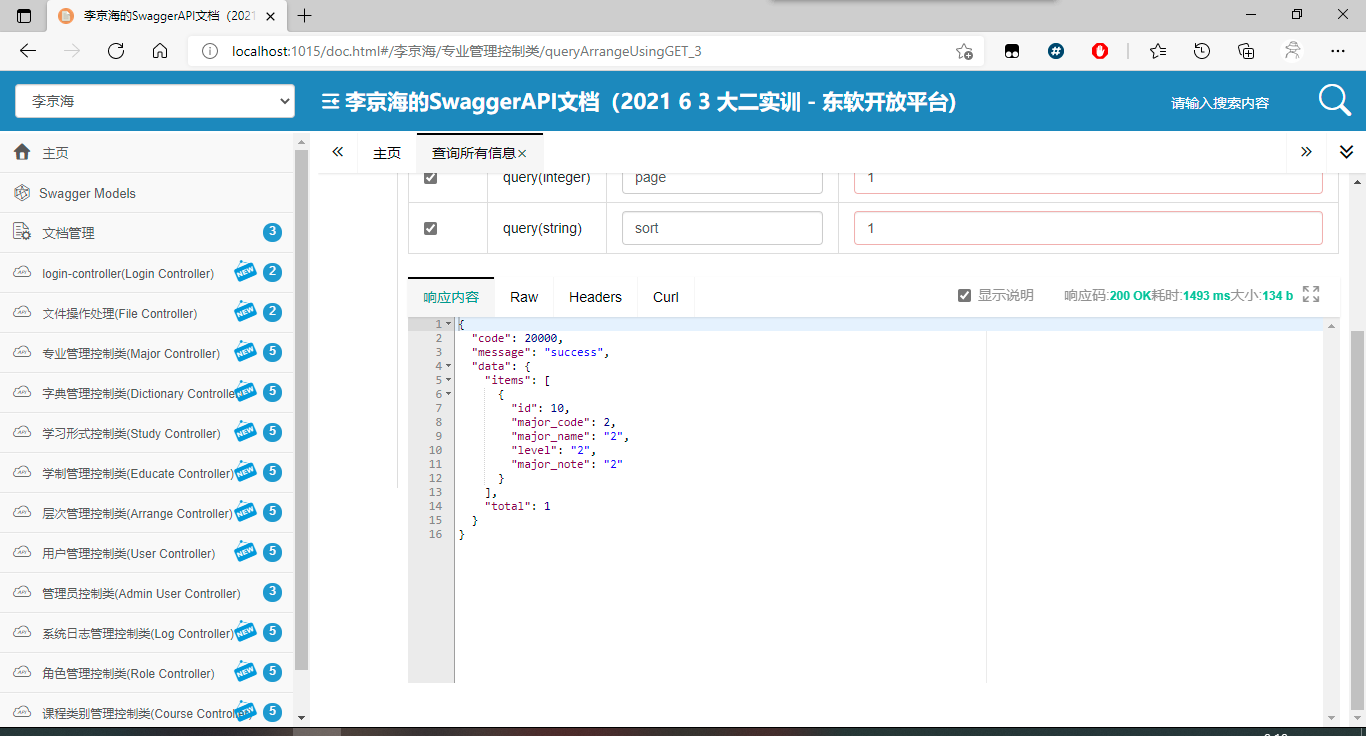 李京海的SwaggerAPI文档（2021
localhost:1015/doc.html#/李京海/专业管理控制类/queryArrangeUsingGET_3
李京海
李京海的SwaggerAPI文档（2021 6 3 大二实训 - 东软开放平台)
请输入搜索内容
主页
Swagger Models
文档管理 3
login-controller(Login Controller) NEW 2
文件操作处理(File Controller) NEW 2
专业管理控制类(Major Controller) NEW 5
字典管理控制类(Dictionary Controlle NEW 5
学习形式控制类(Study Controller) NEW 5
学制管理控制类(Educate Controller) NEW 5
层次管理控制类(Arrange Controller) NEW 5
用户管理控制类(User Controller) NEW 5
管理员控制类(Admin User Controller) 3
系统日志管理控制类(Log Controller) NEW 5
角色管理控制类(Role Controller) NEW 5
课程类别管理控制类(Course Controller NEW 5
主页 查询所有信息×
query(integer) page 1
query(string) sort 1
响应内容 Raw Headers Curl 显示说明 响应码:200 OK耗时:1493 ms大小:134 b
1 {
2 "code": 20000,
3 "message": "success",
4 "data": {
5 "items": [
6 {
7 "id": 10,
8 "major_code": 2,
9 "major_name": "2",
10 "level": "2",
11 "major_note": "2"
12 }
13 ],
14 "total": 1
15 }
16 }